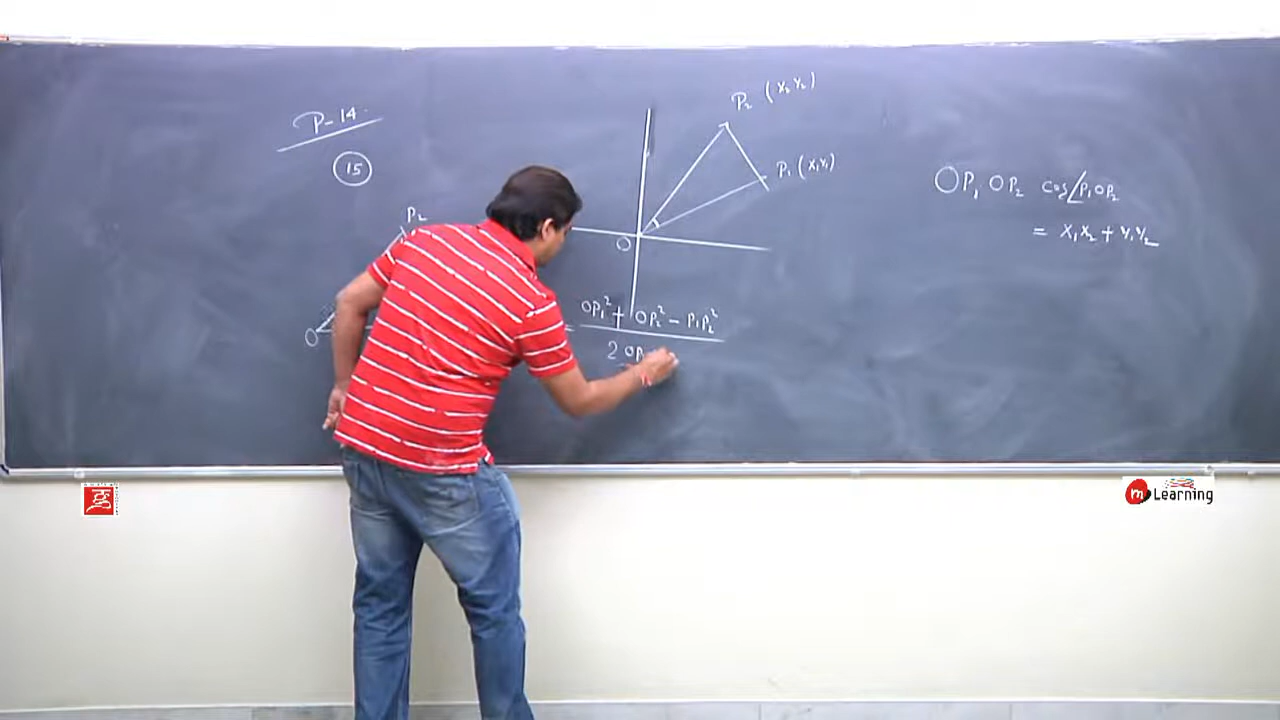 P-14
15
P₂ (x₂ y₂)
P₁ (x₁ y₁)
O
OP₁ OP₂ cos∠P₁OP₂
= x₁x₂ + y₁y₂
P₂
O
= OP₁² + OP₂² - P₁P₂²
2 OP
ह
m Learning